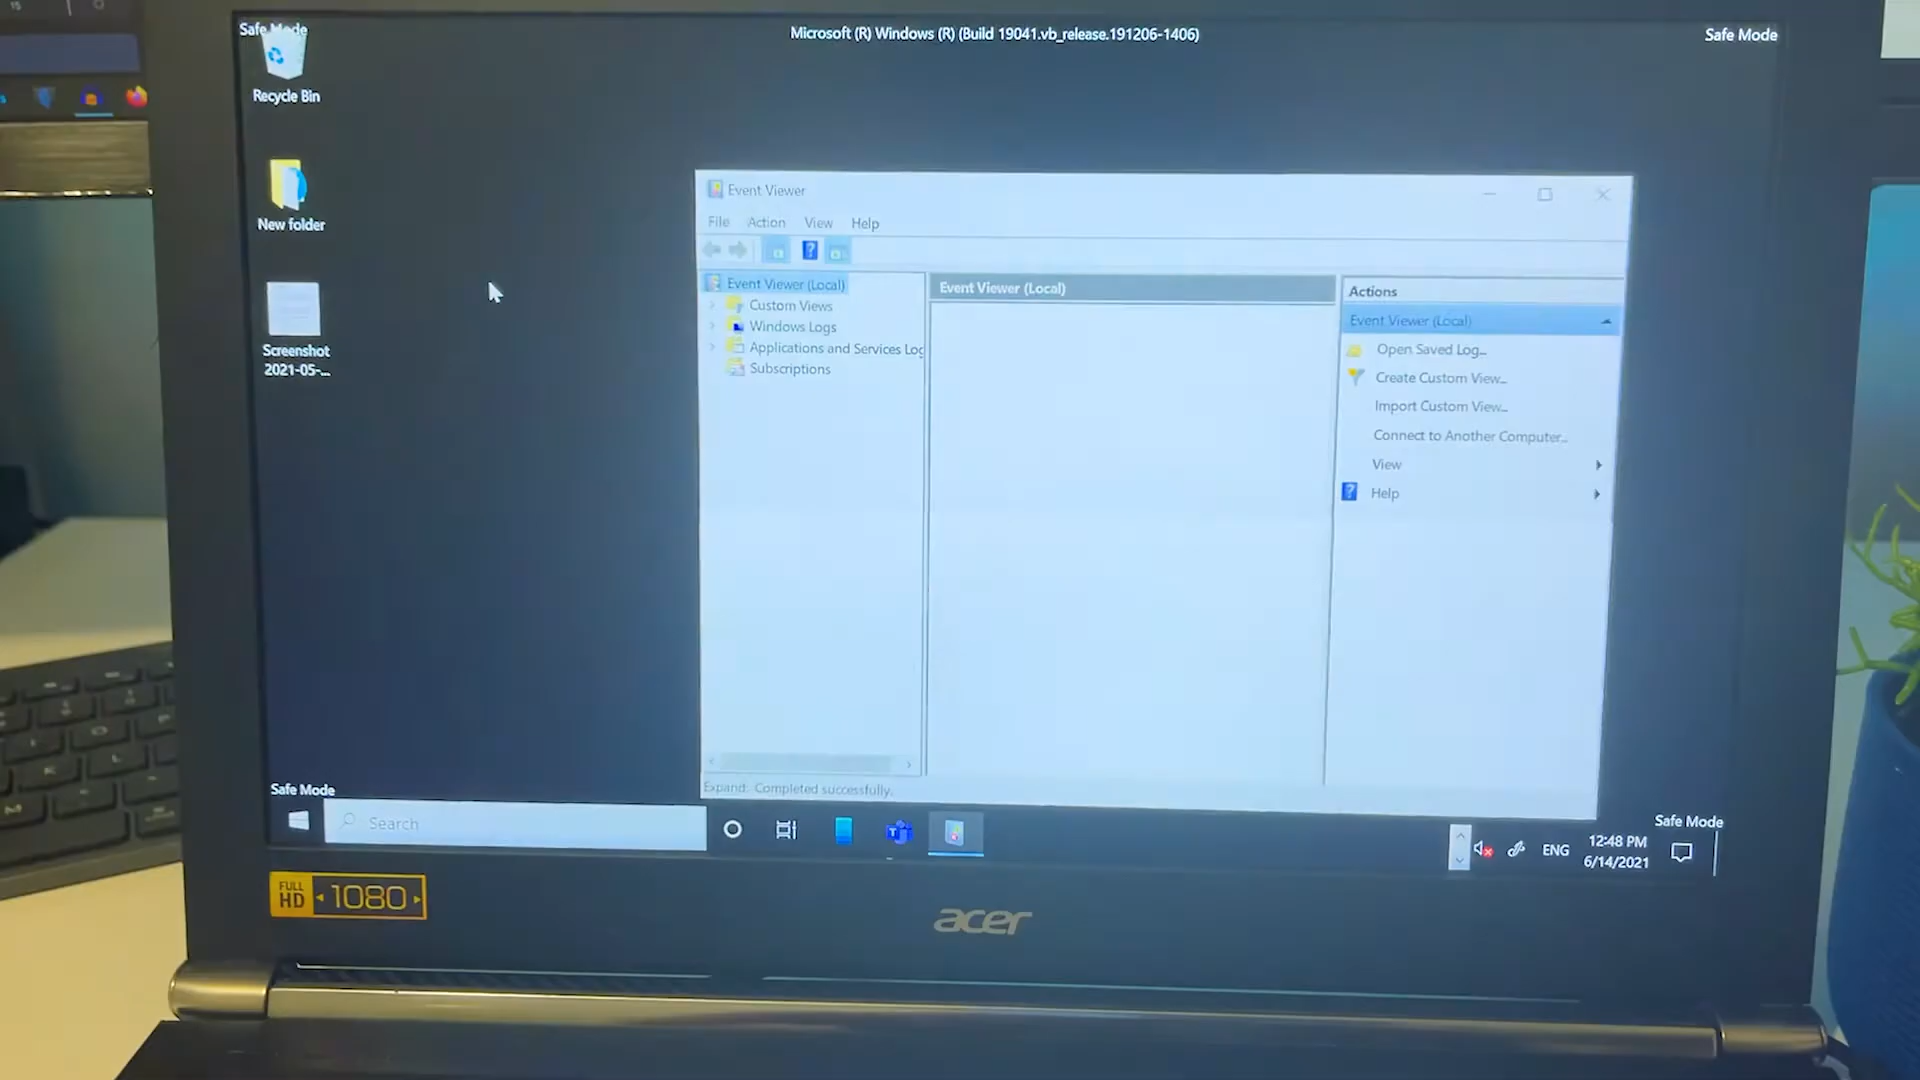 Safe Mode
Microsoft (R) Windows (R) (Build 19041.vb_release.191206-1406)
Safe Mode
Recycle Bin
New folder
Screenshot
2021-05-...
Event Viewer
File Action View Help
Event Viewer (Local)
Custom Views
Windows Logs
Applications and Services Log
Subscriptions
Event Viewer (Local)
Actions
Event Viewer (Local)
Open Saved Log...
Create Custom View...
Import Custom View...
Connect to Another Computer...
View
Help
Expand: Completed successfully.
Safe Mode
Search
Safe Mode
ENG
12:48 PM
6/14/2021
FULL
HD
1080
acer